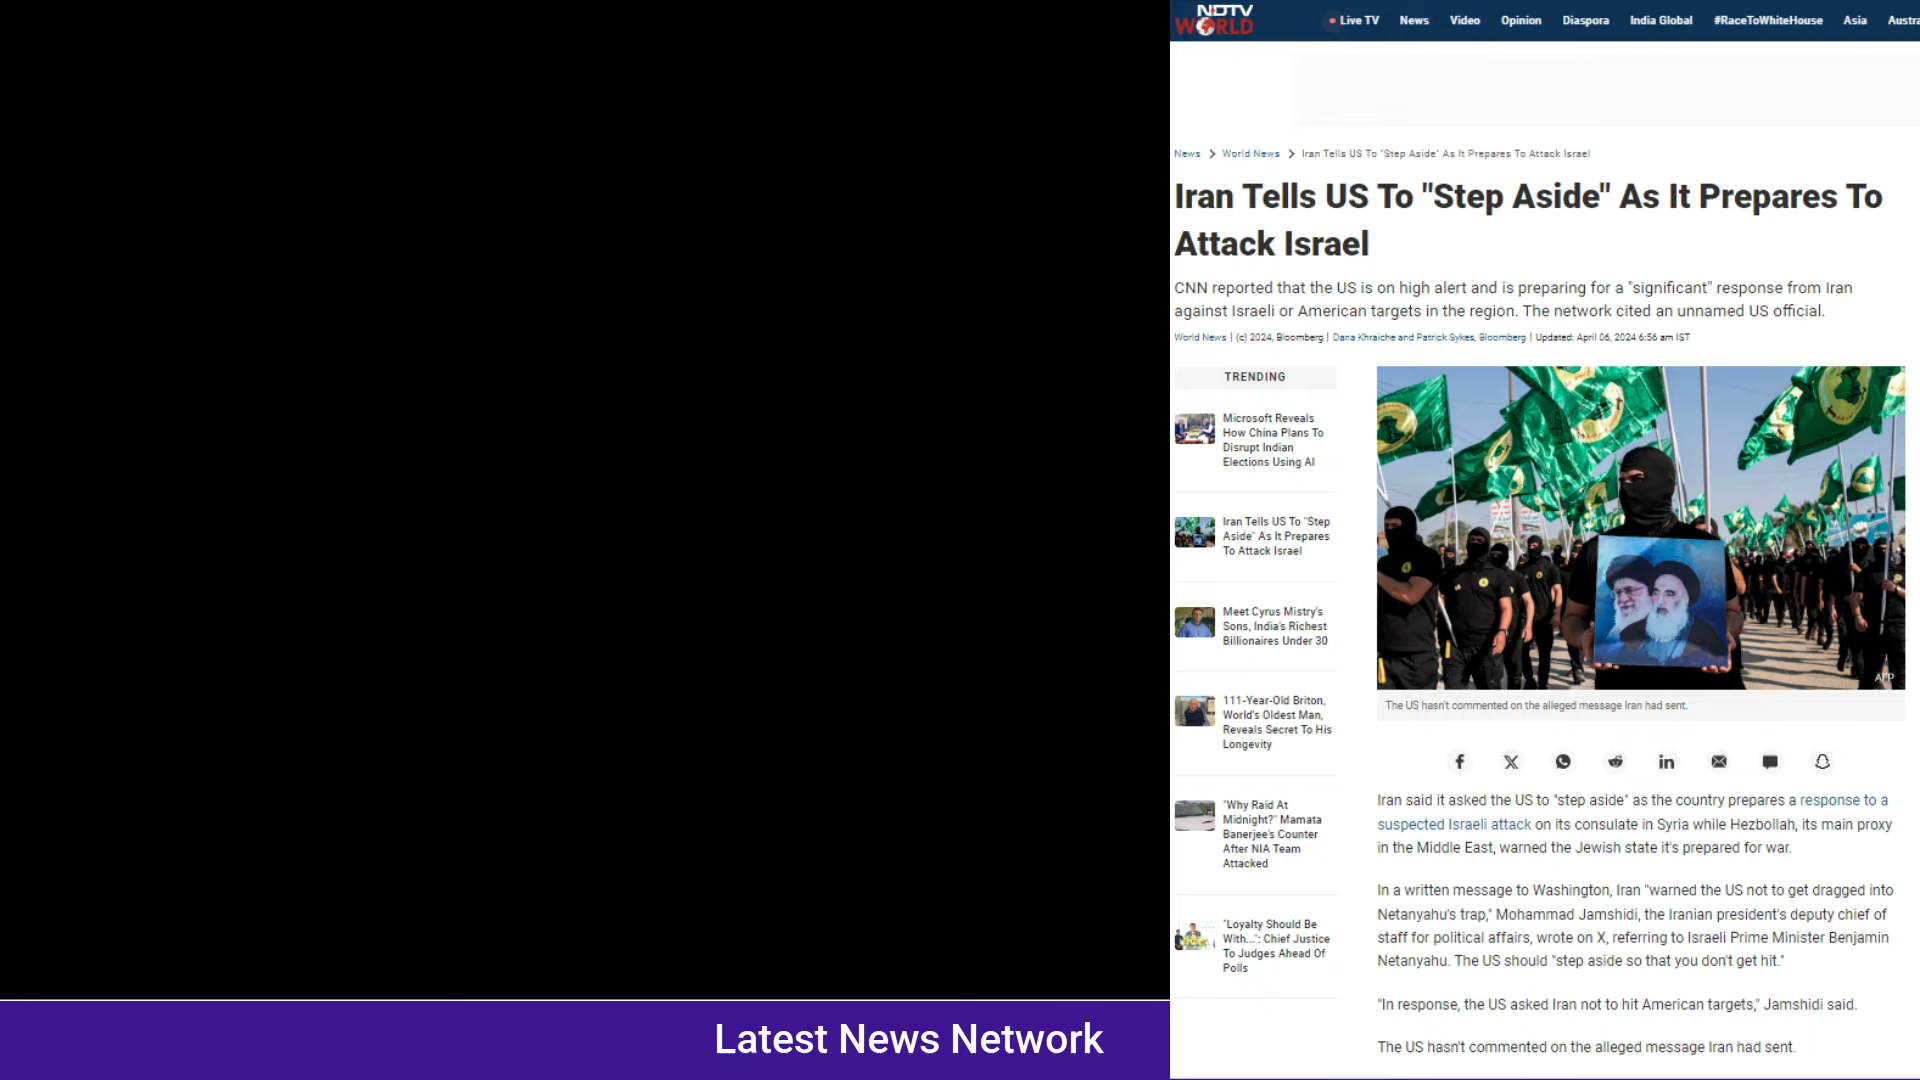 NDTV
WORLD
Live TV
News
Video
Opinion
Diaspora
India Global
#RaceToWhiteHouse
Asia
Austra
News > World News > Iran Tells US To "Step Aside" As It Prepares To Attack Israel
Iran Tells US To "Step Aside" As It Prepares To
Attack Israel
CNN reported that the US is on high alert and is preparing for a "significant" response from Iran
against Israeli or American targets in the region. The network cited an unnamed US official.
World News | (c) 2024, Bloomberg | Dana Khraiche and Patrick Sykes, Bloomberg | Updated: April 06, 2024 6:56 am IST
TRENDING
Microsoft Reveals
How China Plans To
Disrupt Indian
Elections Using AI
Iran Tells US To "Step
Aside" As It Prepares
To Attack Israel
Meet Cyrus Mistry's
Sons, India's Richest
Billionaires Under 30
111-Year-Old Briton,
World's Oldest Man,
Reveals Secret To His
Longevity
"Why Raid At
Midnight?" Mamata
Banerjee's Counter
After NIA Team
Attacked
"Loyalty Should Be
With...": Chief Justice
To Judges Ahead Of
Polls
AFP
The US hasn't commented on the alleged message Iran had sent.
Iran said it asked the US to "step aside" as the country prepares a response to a
suspected Israeli attack on its consulate in Syria while Hezbollah, its main proxy
in the Middle East, warned the Jewish state it's prepared for war.
In a written message to Washington, Iran "warned the US not to get dragged into
Netanyahu's trap," Mohammad Jamshidi, the Iranian president's deputy chief of
staff for political affairs, wrote on X, referring to Israeli Prime Minister Benjamin
Netanyahu. The US should "step aside so that you don't get hit."
"In response, the US asked Iran not to hit American targets," Jamshidi said.
The US hasn't commented on the alleged message Iran had sent.
Latest News Network